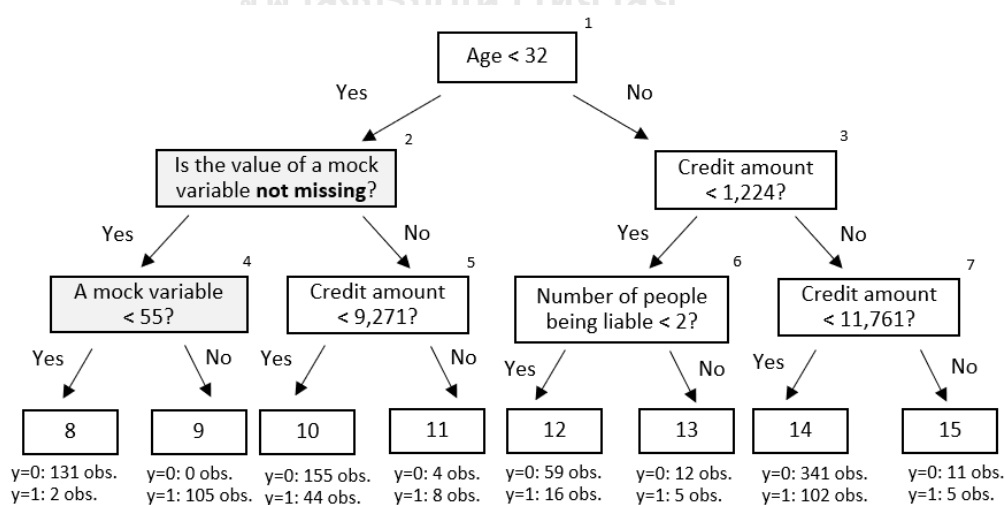 1
Age < 32
Yes
No
2
3
Is the value of a mock
variable not missing?
Credit amount
< 1,224?
Yes
No
Yes
No
4
5
6
7
A mock variable
< 55?
Credit amount
< 9,271?
Number of people
being liable < 2?
Credit amount
< 11,761?
Yes
No
Yes
No
Yes
No
Yes
No
8
9
10
11
12
13
14
15
y=0: 131 obs.
y=1: 2 obs.
y=0: 0 obs.
y=1: 105 obs.
y=0: 155 obs.
y=1: 44 obs.
y=0: 4 obs.
y=1: 8 obs.
y=0: 59 obs.
y=1: 16 obs.
y=0: 12 obs.
y=1: 5 obs.
y=0: 341 obs.
y=1: 102 obs.
y=0: 11 obs.
y=1: 5 obs.